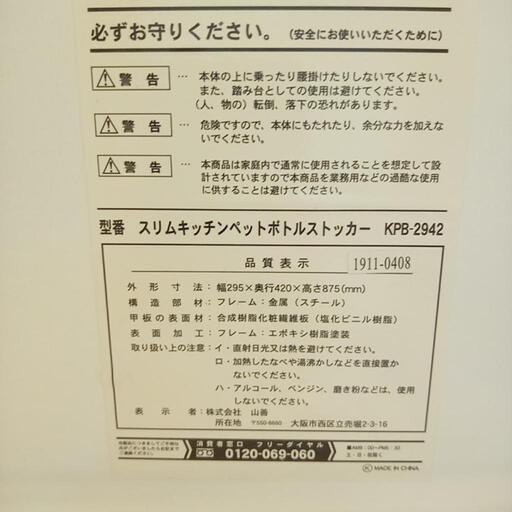 必ずお守りください。（安全にお使いいただくために）
警告 … 本体の上に乗ったり腰掛けたりしないでください。
また、踏み台としての使用は避けてください。
（人、物の）転倒、落下の恐れがあります。
警告 … 危険ですので、本体にもたれたり、余分な力を加えな
いでください。
警告 … 本商品は家庭内で通常に使用されることを想定して設
計されていますので本商品を業務用などの過酷な使用
に供することは避けてください
型番 スリムキッチンペットボトルストッカー KPB-2942
品質表示 1911-0408
外形寸法：幅295×奥行420×高さ875(mm)
構造部材：フレーム：金属（スチール）
甲板の表面材：合成樹脂化粧繊維板（塩化ビニル樹脂）
表面加工：フレーム：エポキシ樹脂塗装
取り扱い上の注意：イ・直射日光又は熱を避けてください。
ロ・加熱したなべや湯沸かしなどを直接置か
ないでください。
ハ・アルコール、ベンジン、磨き粉などは、使用
しないでください。
表示者：株式会社 山善
所在地 〒550-8660 大阪市西区立売堀2-3-16
消費者窓口 フリーダイヤル
0120-069-060
土・日・祝除く
K MADE IN CHINA